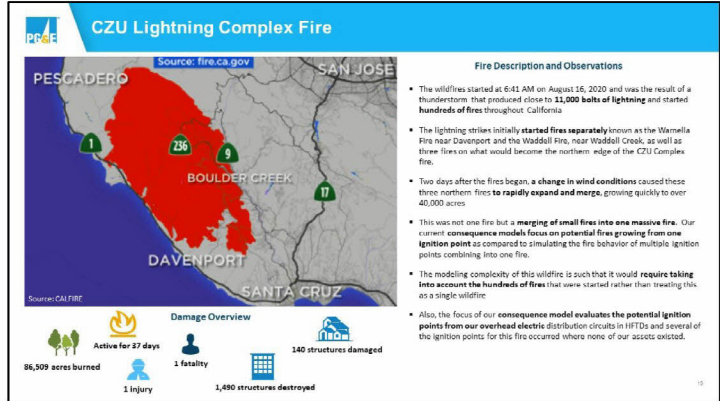 PG&E
CZU Lightning Complex Fire
Source: fire.ca.gov
PESCADERO
SAN JOSE
1
236
9
BOULDER CREEK
17
DAVENPORT
SANTA CRUZ
Source: CALFIRE
Damage Overview
86,509 acres burned
Active for 37 days
1 injury
1 fatality
1,490 structures destroyed
140 structures damaged
Fire Description and Observations
▪ The wildfires started at 6:41 AM on August 16, 2020 and was the result of a
thunderstorm that produced close to 11,000 bolts of lightning and started
hundreds of fires throughout California
▪ The lightning strikes initially started fires separately known as the Warnella
Fire near Davenport and the Waddell Fire, near Waddell Creek, as well as
three fires on what would become the northern edge of the CZU Complex
fire.
▪ Two days after the fires began, a change in wind conditions caused these
three northern fires to rapidly expand and merge, growing quickly to over
40,000 acres
▪ This was not one fire but a merging of small fires into one massive fire. Our
current consequence models focus on potential fires growing from one
ignition point as compared to simulating the fire behavior of multiple ignition
points combining into one fire.
▪ The modeling complexity of this wildfire is such that it would require taking
into account the hundreds of fires that were started rather than treating this
as a single wildfire
▪ Also, the focus of our consequence model evaluates the potential ignition
points from our overhead electric distribution circuits in HFTDs and several of
the ignition points for this fire occurred where none of our assets existed.